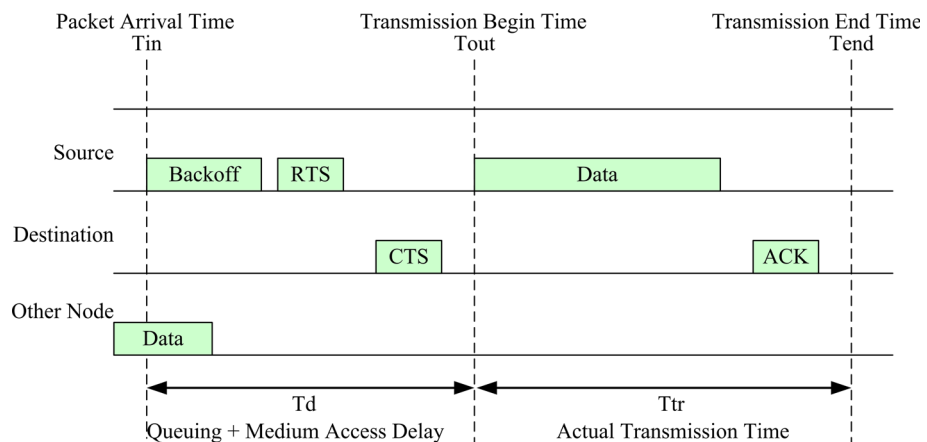 Packet Arrival Time
Tin
Transmission Begin Time
Tout
Transmission End Time
Tend
Source
Backoff
RTS
Data
Destination
CTS
ACK
Other Node
Data
Td
Ttr
Queuing + Medium Access Delay
Actual Transmission Time